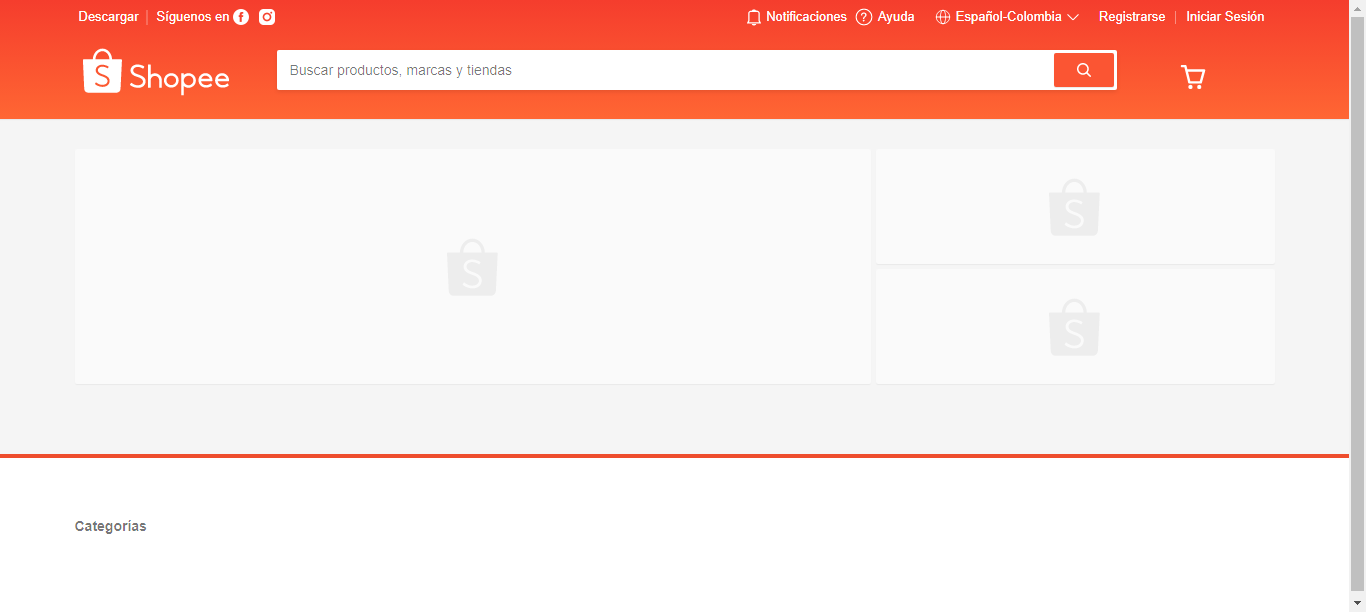 Descargar Síguenos en Notificaciones Ayuda Español-Colombia Registrarse Iniciar Sesión
Shopee Buscar productos, marcas y tiendas
Categorías